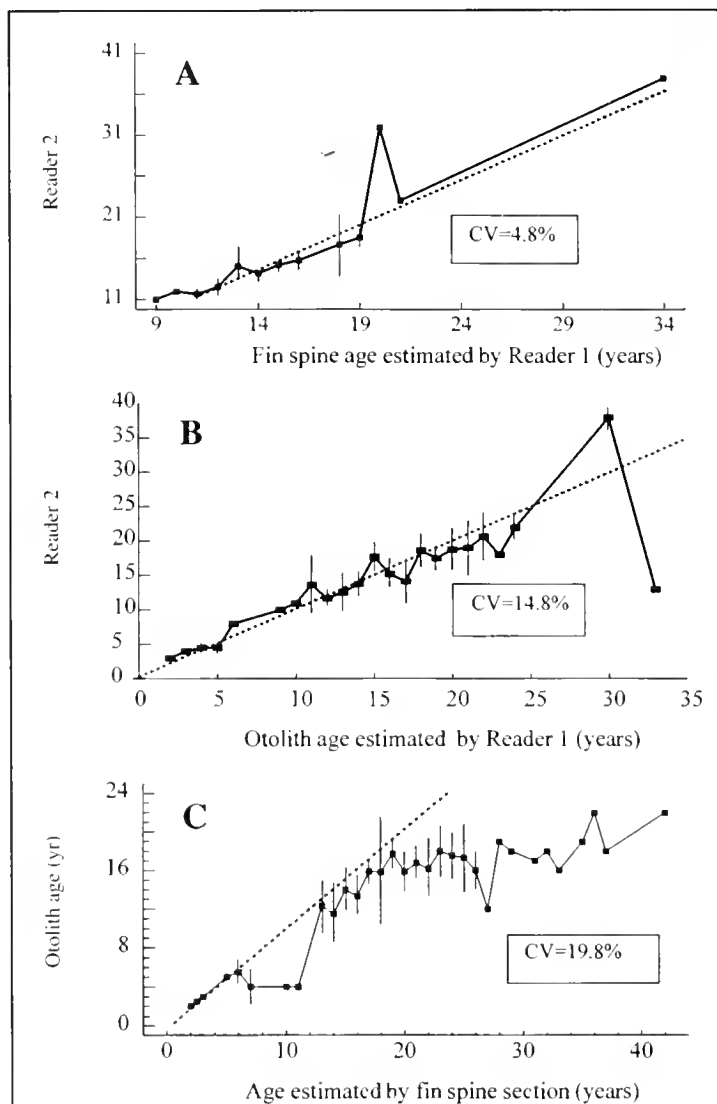 A
41
31
21
11
Reader 2
CV=4.8%
9 14 19 24 29 34
Fin spine age estimated by Reader 1 (years)
B
40
35
30
25
20
15
10
5
0
Reader 2
CV=14.8%
0 5 10 15 20 25 30 35
Otolith age estimated by Reader 1 (years)
C
24
16
8
0
Otolith age (yr)
CV=19.8%
0 10 20 30 40
Age estimated by fin spine section (years)